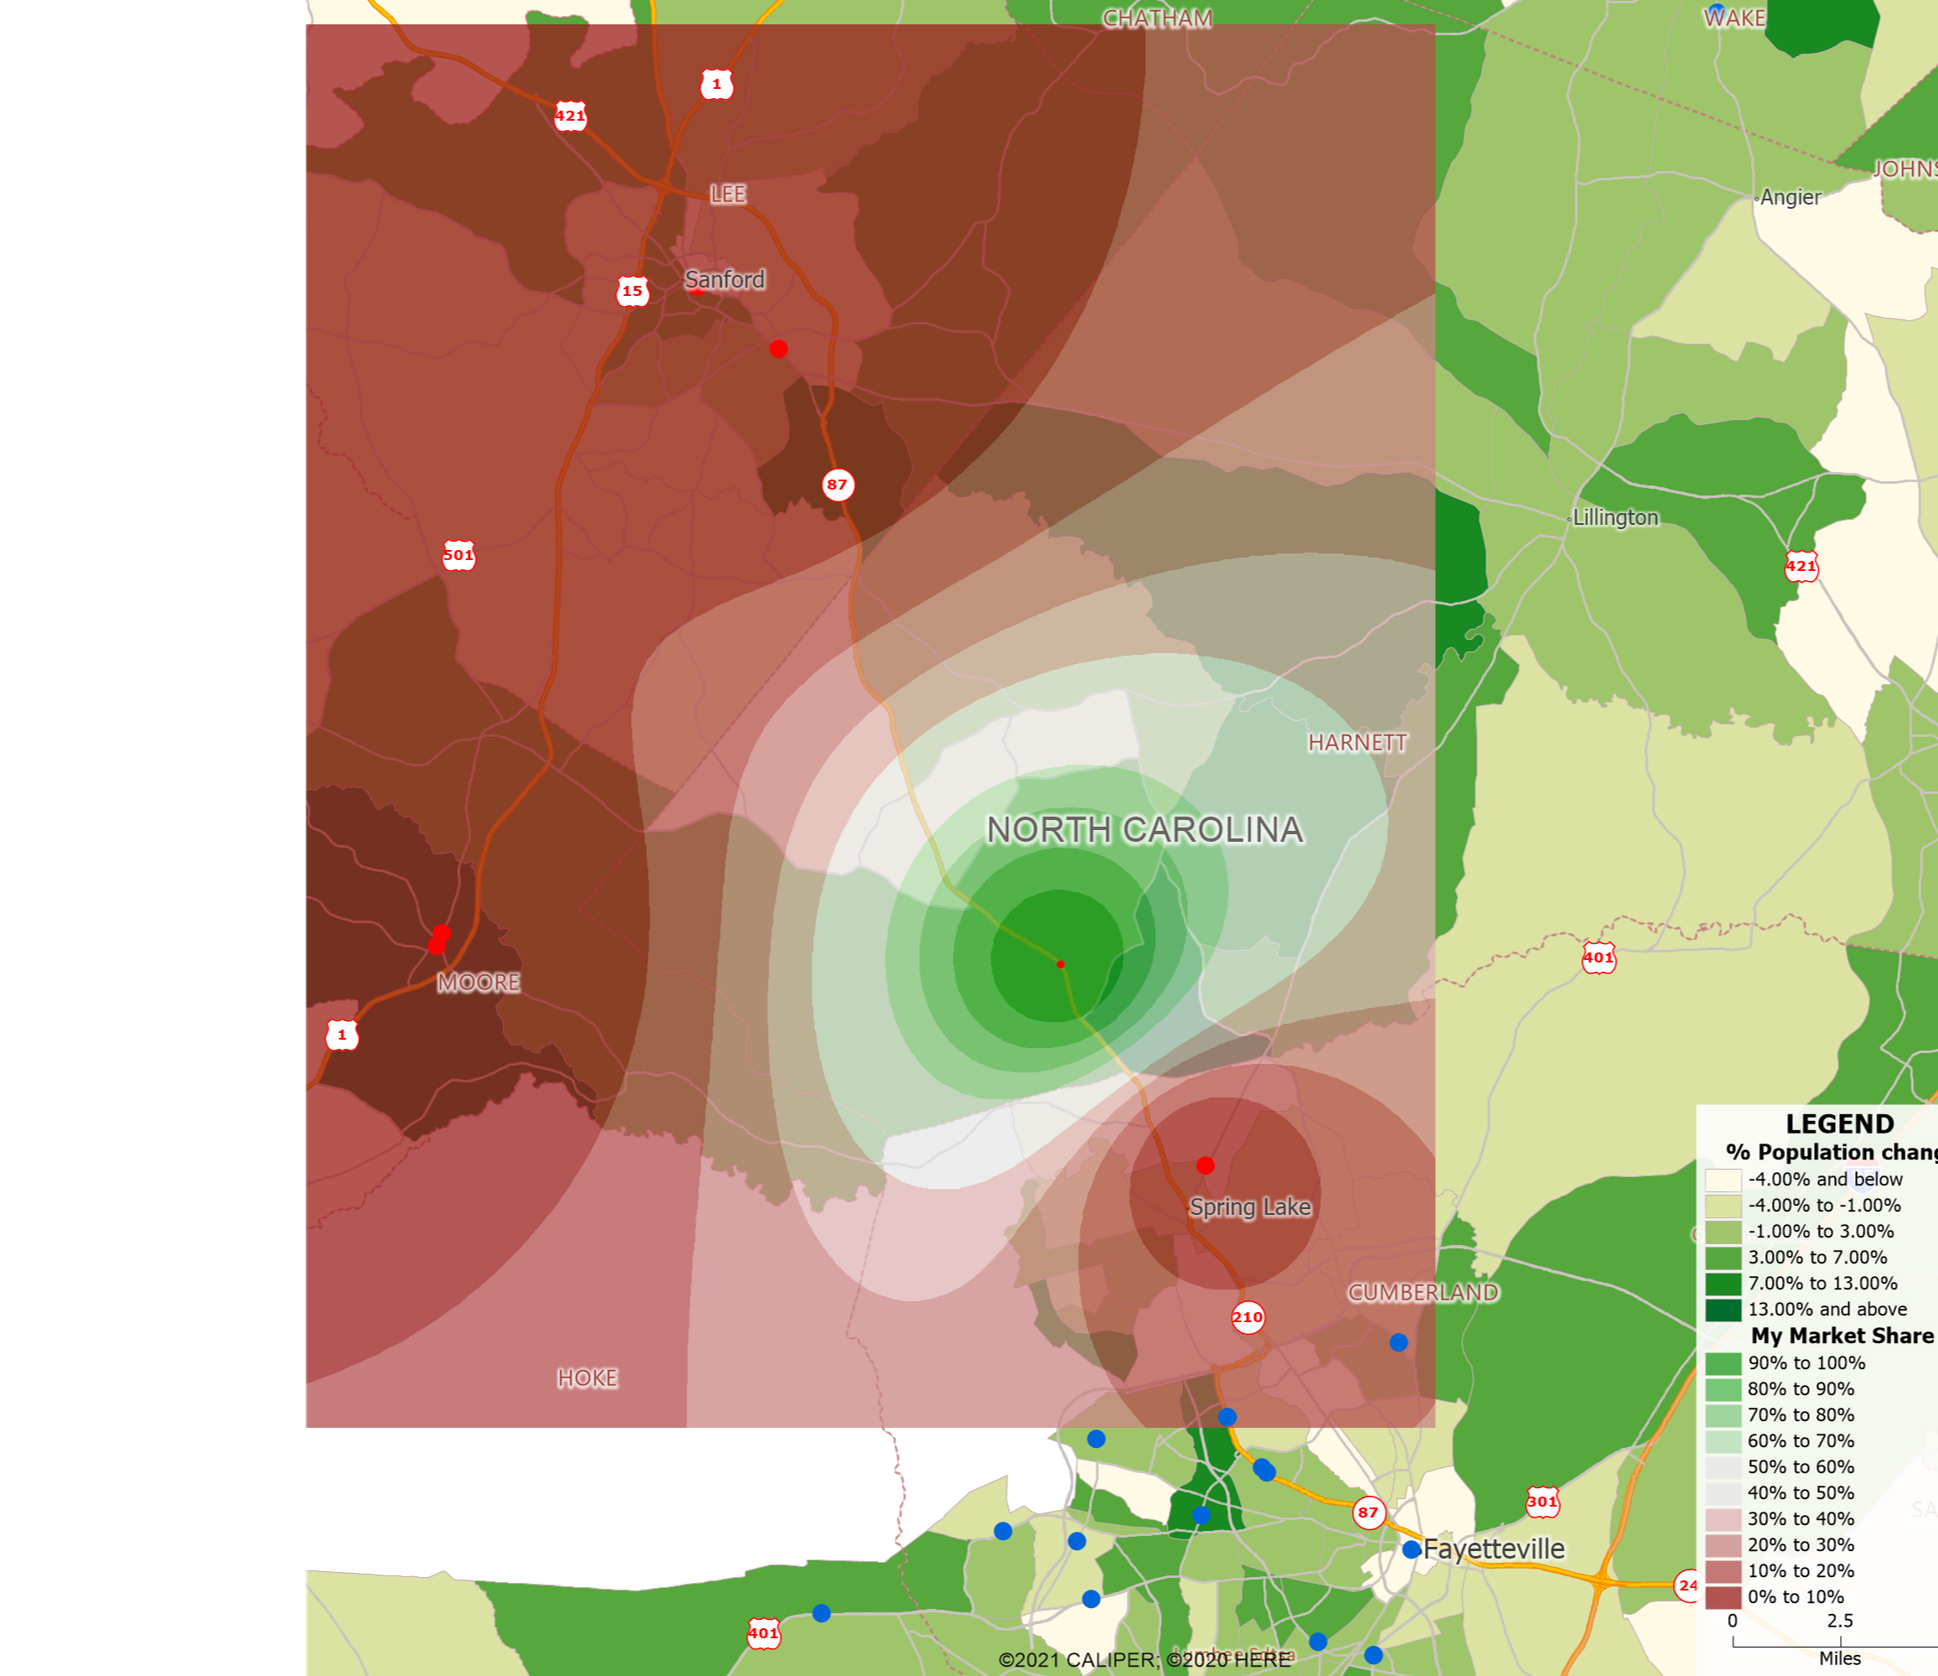 CHATHAM
WAKE
1
421
JOHNS
LEE
Angier
Sanford
15
87
Lillington
501
421
HARNETT
NORTH CAROLINA
401
MOORE
1
Spring Lake
CUMBERLAND
210
HOKE
301
87
Fayetteville
24
401
LEGEND
% Population chang
-4.00% and below
-4.00% to -1.00%
-1.00% to 3.00%
3.00% to 7.00%
7.00% to 13.00%
13.00% and above
My Market Share
90% to 100%
80% to 90%
70% to 80%
60% to 70%
50% to 60%
40% to 50%
30% to 40%
20% to 30%
10% to 20%
0% to 10%
0 2.5
Miles
SA
©2021 CALIPER; ©2020 HERE